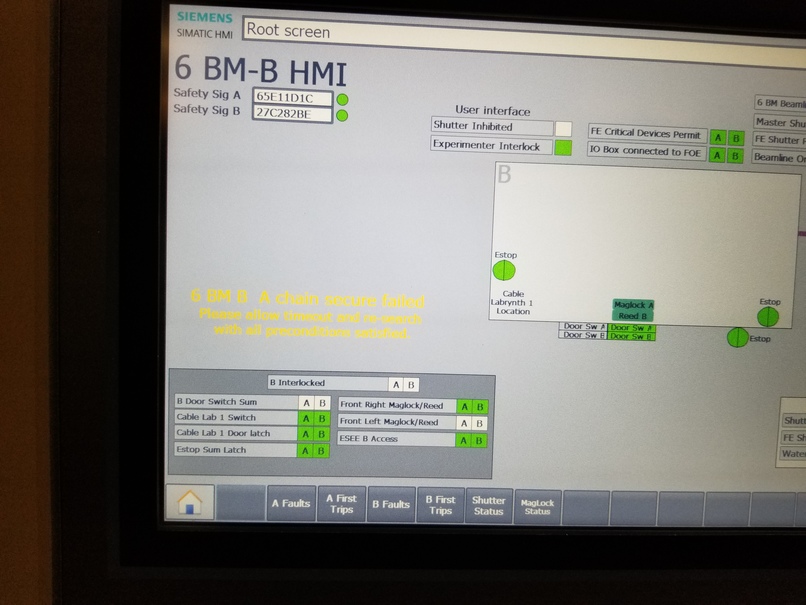 SIEMENS
SIMATIC HMI
Root screen
6 BM-B HMI
Safety Sig A 65E11D1C
Safety Sig B 27C282BE
User interface
Shutter Inhibited
Experimenter Interlock
FE Critical Devices Permit A B
IO Box connected to FOE A B
6 BM Beamli
Master Shu
FE Shutter P
Beamline Or
B
Estop
Cable
Labrynth 1
Location
Maglock A
Reed B
Estop
Door Sw A Door Sw A
Door Sw B Door Sw B
Estop
6 BM B A chain secure failed
Please allow timeout and re-search
with all preconditions satisfied.
B Interlocked A B
B Door Switch Sum A B
Cable Lab 1 Switch A B
Cable Lab 1 Door latch A B
Estop Sum Latch A B
Front Right Maglock/Reed A B
Front Left Maglock/Reed A B
ESEE B Access A B
Shutt
FE Sh
Wate
A Faults
A First
Trips
B Faults
B First
Trips
Shutter
Status
MagLock
Status